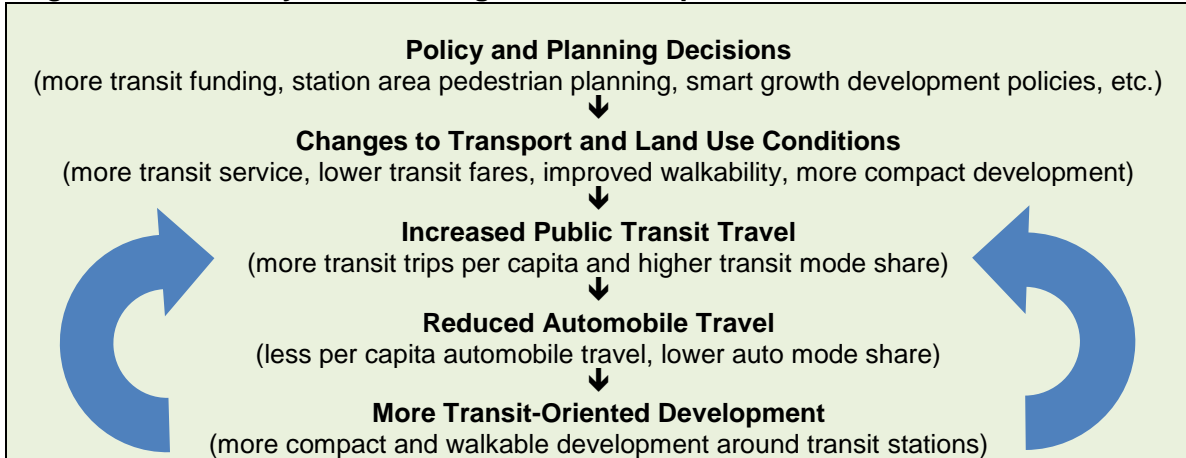 Policy and Planning Decisions
(more transit funding, station area pedestrian planning, smart growth development policies, etc.)
Changes to Transport and Land Use Conditions
(more transit service, lower transit fares, improved walkability, more compact development)
Increased Public Transit Travel
(more transit trips per capita and higher transit mode share)
Reduced Automobile Travel
(less per capita automobile travel, lower auto mode share)
More Transit-Oriented Development
(more compact and walkable development around transit stations)